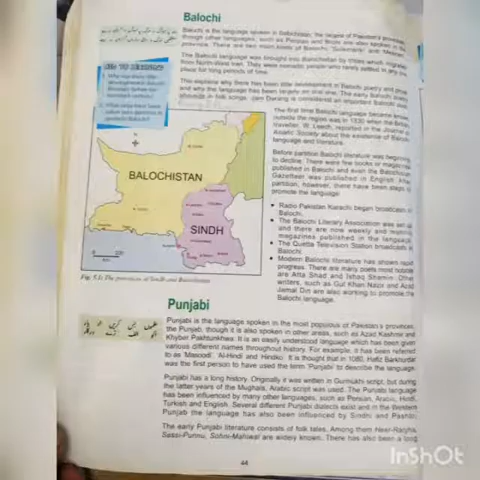 Balochi
Balochi is the language spoken in Balochistan, the largest of Pakistan's provinces,
though other languages, such as Persian and Brohi are also spoken in the
province. There are two main kinds of Balochi, 'Sulemanki' and 'Mekrani'.
The Balochi language was brought into Balochistan by tribes which migrated
from North-West Iran. They were nomadic people who rarely settled in any one
place for long periods of time.
This explains why there has been little development in Balochi poetry and prose
and why the language has been largely an oral one. The early Balochi poetry
Jam Darang is considered an important Balochi
The first time Balochi language became known
outside the region was in 1830 when the British
traveller, W. Leech, reported in the Journal of
Asiatic Society about the existence of Balochi
language and literature.
Before partition Balochi literature was beginning
to decline. There were few books or magazines
published in Balochi and even the Balochistan
Gazetteer was published in English. After
partition, however, there have been steps to
promote the language.
• Radio Pakistan Karachi began broadcasts in
Balochi.
• The Balochi Literary Association was set up
and there are now weekly and monthly
magazines published in the language.
• The Quetta Television Station broadcasts in
Balochi.
• Modern Balochi literature has shown rapid
progress. There are many poets most notable
are Atta Shad and Ishaq Shamim. Other
writers, such as Gul Khan Nasir and Azad
Jamal Din are also working to promote the
Balochi language.
BALOCHISTAN
SINDH
Fig. 5.1: The provinces of Sindh and Balochistan
Punjabi
Punjabi is the language spoken in the most populous of Pakistan's provinces,
the Punjab, though it is also spoken in other areas, such as Azad Kashmir and
Khyber Pakhtunkhwa. It is an easily understood language which has been given
various different names throughout history. For example, it has been referred
to as 'Masoodi', Al-Hindi and Hindko. It is thought that in 1080, Hafiz Barkhurdar
was the first person to have used the term 'Punjabi' to describe the language.
Punjabi has a long history. Originally it was written in Gurmukhi script, but during
the latter years of the Mughals, Arabic script was used. The Punjabi language
has been influenced by many other languages, such as Persian, Arabic, Hindi,
Turkish and English. Several different Punjabi dialects exist and in the Western
Punjab the language has also been influenced by Sindhi and Pashto.
The early Punjabi literature consists of folk tales. Among them Heer-Ranjha,
Sassi-Punnu, Sohni-Mahiwal are widely known. There has also been a long
44
InShOt